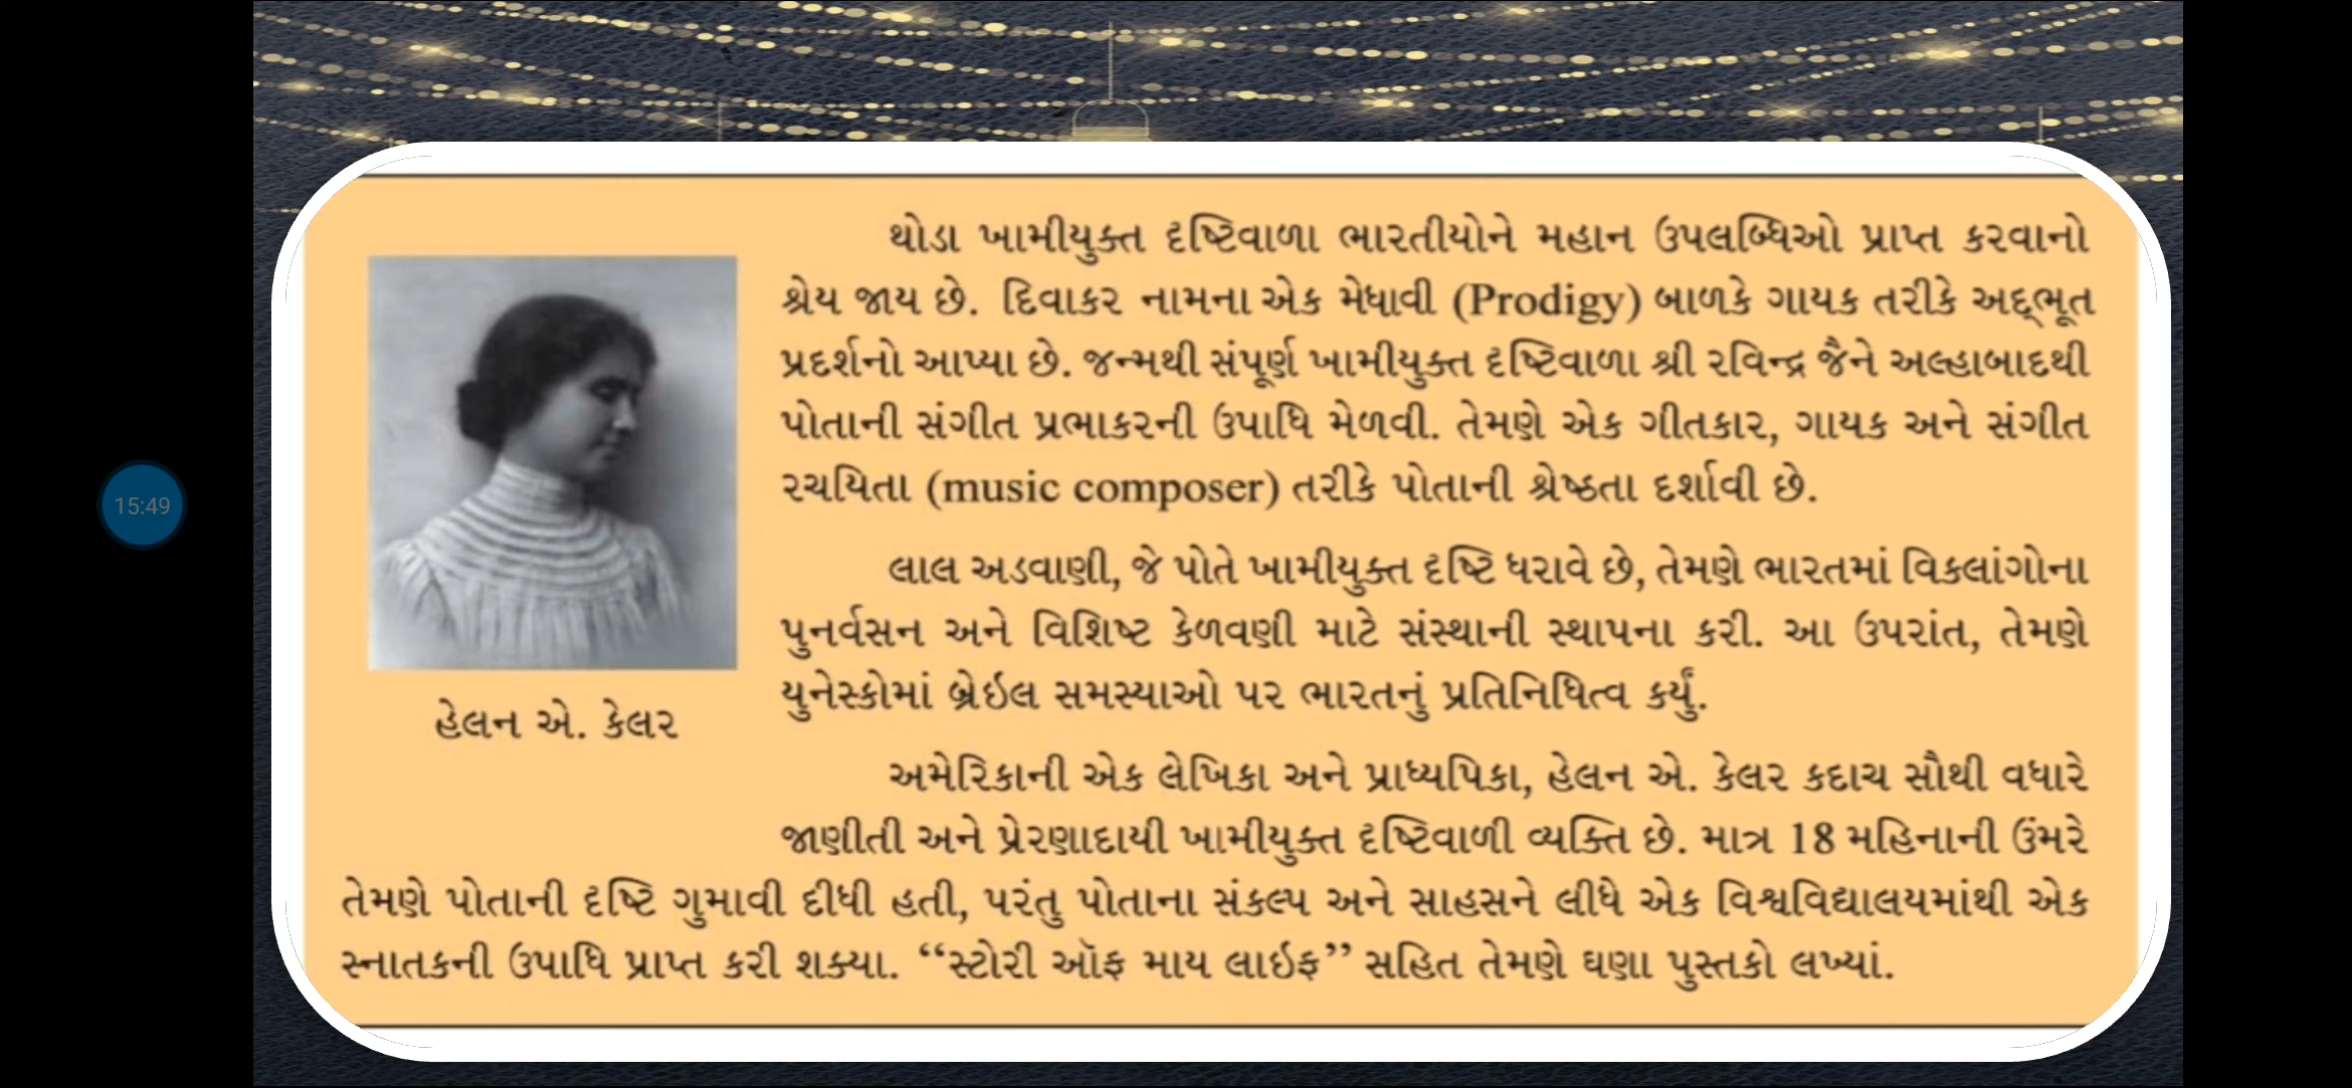 15:49
થોડા ખામીયુક્ત દૃષ્ટિવાળા ભારતીયોને મહાન ઉપલબ્ધિઓ પ્રાપ્ત કરવાનો
શ્રેય જાય છે. દિવાકર નામના એક મેધાવી (Prodigy) બાળકે ગાયક તરીકે અદ્ભૂત
પ્રદર્શનો આપ્યા છે. જન્મથી સંપૂર્ણ ખામીયુક્ત દૃષ્ટિવાળા શ્રી રવિન્દ્ર જૈને અલ્હાબાદથી
પોતાની સંગીત પ્રભાકરની ઉપાધિ મેળવી. તેમણે એક ગીતકાર, ગાયક અને સંગીત
રચયિતા (music composer) તરીકે પોતાની શ્રેષ્ઠતા દર્શાવી છે.
લાલ અડવાણી, જે પોતે ખામીયુક્ત દૃષ્ટિ ધરાવે છે, તેમણે ભારતમાં વિકલાંગોના
પુનર્વસન અને વિશિષ્ટ કેળવણી માટે સંસ્થાની સ્થાપના કરી. આ ઉપરાંત, તેમણે
યુનેસ્કોમાં બ્રેઇલ સમસ્યાઓ પર ભારતનું પ્રતિનિધિત્વ કર્યું.
હેલન એ. કેલર
અમેરિકાની એક લેખિકા અને પ્રાધ્યપિકા, હેલન એ. કેલર કદાચ સૌથી વધારે
જાણીતી અને પ્રેરણાદાયી ખામીયુક્ત દૃષ્ટિવાળી વ્યક્તિ છે. માત્ર 18 મહિનાની ઉંમરે
તેમણે પોતાની દૃષ્ટિ ગુમાવી દીધી હતી, પરંતુ પોતાના સંકલ્પ અને સાહસને લીધે એક વિશ્વવિદ્યાલયમાંથી એક
સ્નાતકની ઉપાધિ પ્રાપ્ત કરી શક્યા. “સ્ટોરી ઑફ માય લાઇફ” સહિત તેમણે ઘણા પુસ્તકો લખ્યાં.